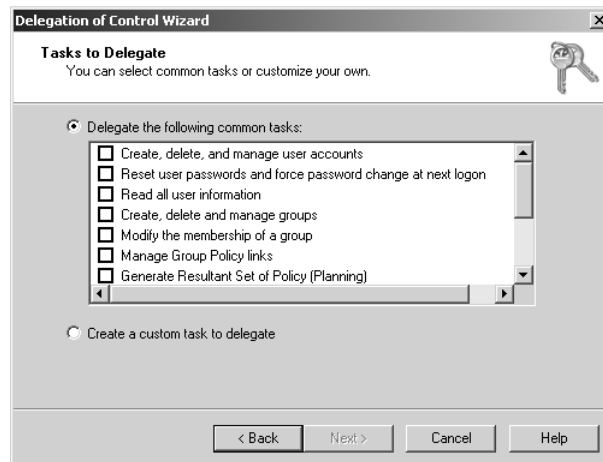 Delegation of Control Wizard
Tasks to Delegate
You can select common tasks or customize your own.
Delegate the following common tasks:
Create, delete, and manage user accounts
Reset user passwords and force password change at next logon
Read all user information
Create, delete and manage groups
Modify the membership of a group
Manage Group Policy links
Generate Resultant Set of Policy (Planning)
Create a custom task to delegate
< Back Next > Cancel Help